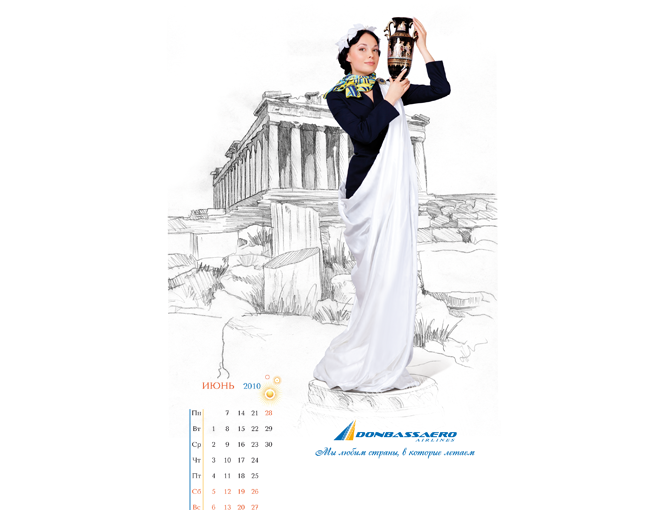 ИЮНЬ 2010
Пн 7 14 21 28
Вт 1 8 15 22 29
Ср 2 9 16 23 30
Чт 3 10 17 24
Пт 4 11 18 25
Сб 5 12 19 26
Вс 6 13 20 27
DONBASSAERO
AIRLINES
Мы любим страны, в которые летаем